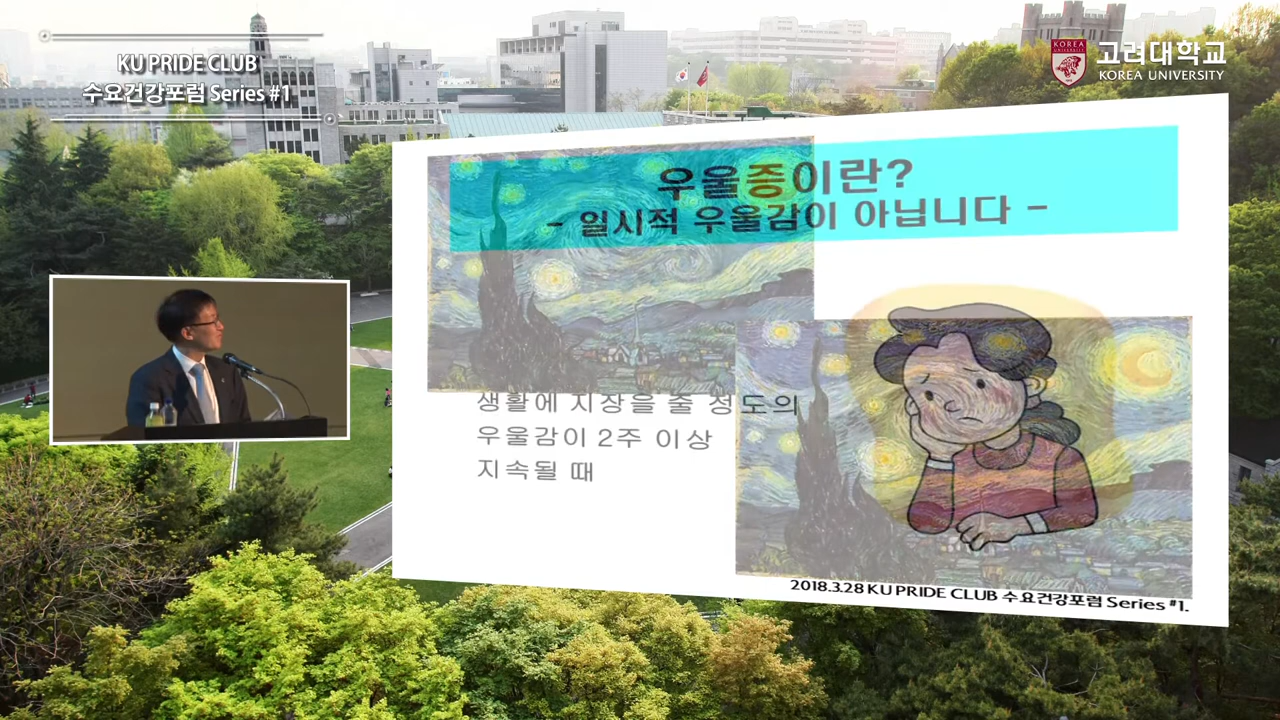 KU PRIDE CLUB
수요건강포럼 Series #1
KOREA UNIVERSITY
고려대학교
KOREA UNIVERSITY
우울증이란?
- 일시적 우울감이 아닙니다 -
생활에 지장을 줄 정도의
우울감이 2주 이상
지속될 때
2018.3.28 KU PRIDE CLUB 수요건강포럼 Series #1.